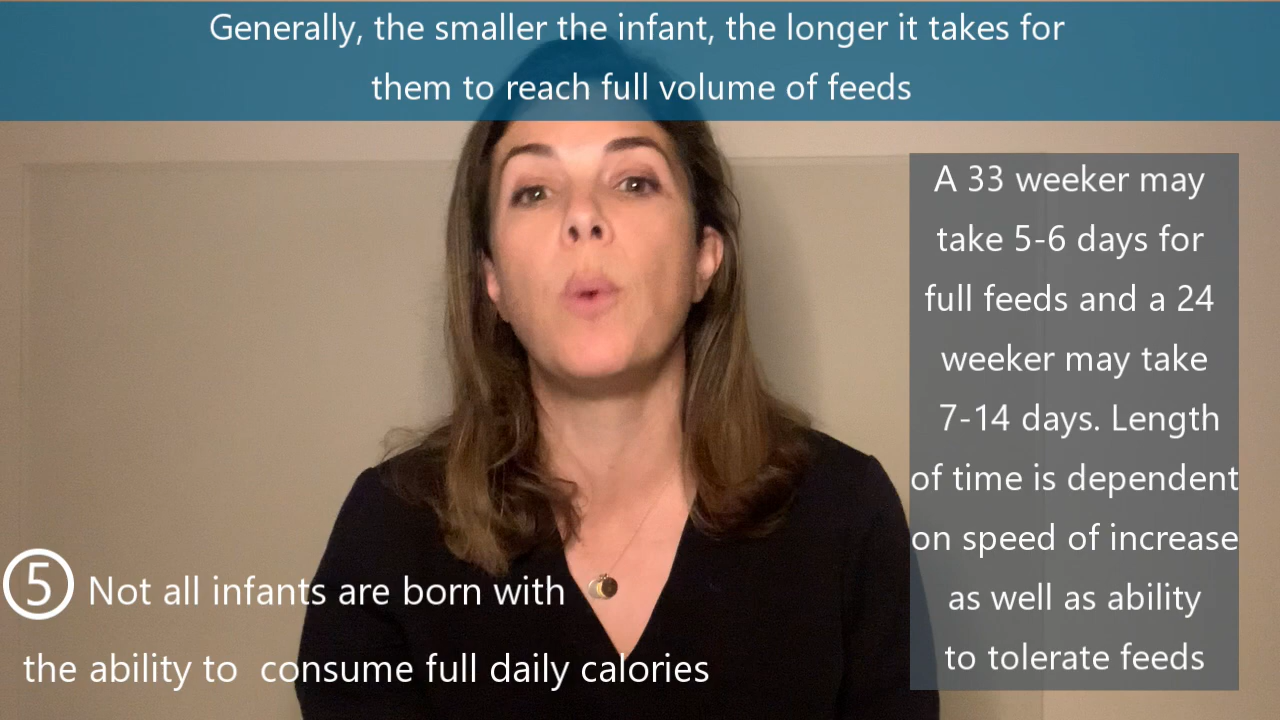 Generally, the smaller the infant, the longer it takes for
them to reach full volume of feeds
A 33 weeker may
take 5-6 days for
full feeds and a 24
weeker may take
7-14 days. Length
of time is dependent
on speed of increase
as well as ability
to tolerate feeds
5 Not all infants are born with
the ability to consume full daily calories